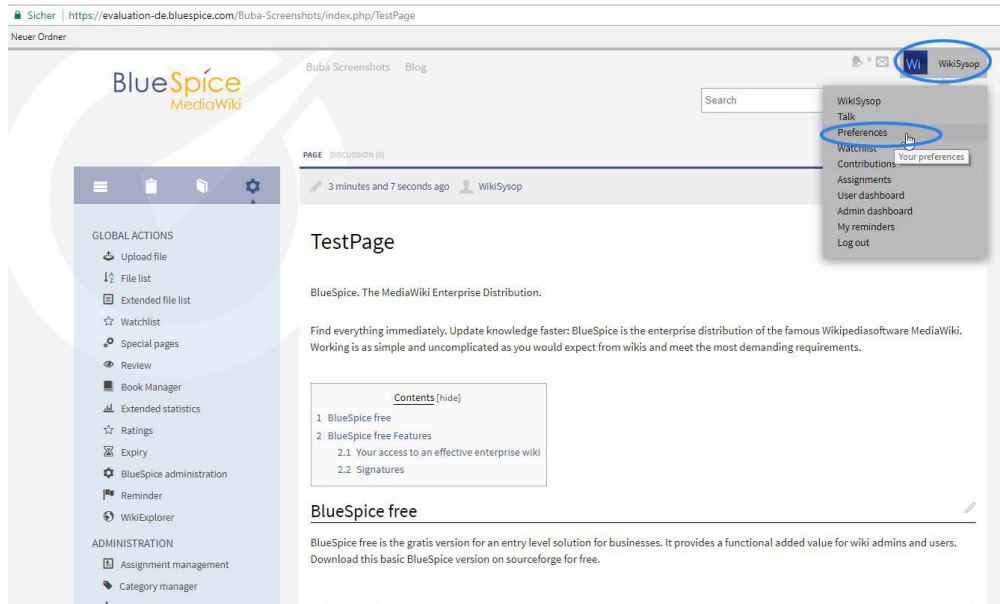 Sicher | https://evaluation-de.bluespice.com/Buba-Screenshots/index.php/TestPage
Neuer Ordner
BlueSpice
MediaWiki
Buba Screenshots Blog
Wi WikiSysop
Search
WikiSysop
Talk
Preferences
Watchlist
Your preferences
Contributions
Assignments
User dashboard
Admin dashboard
My reminders
Log out
PAGE DISCUSSION (0)
3 minutes and 7 seconds ago WikiSysop
GLOBAL ACTIONS
Upload file
File list
Extended file list
Watchlist
Special pages
Review
Book Manager
Extended statistics
Ratings
Expiry
BlueSpice administration
Reminder
WikiExplorer
ADMINISTRATION
Assignment management
Category manager
TestPage
BlueSpice. The MediaWiki Enterprise Distribution.
Find everything immediately. Update knowledge faster: BlueSpice is the enterprise distribution of the famous Wikipediasoftware MediaWiki.
Working is as simple and uncomplicated as you would expect from wikis and meet the most demanding requirements.
Contents [hide]
1 BlueSpice free
2 BlueSpice free Features
2.1 Your access to an effective enterprise wiki
2.2 Signatures
BlueSpice free
BlueSpice free is the gratis version for an entry level solution for businesses. It provides a functional added value for wiki admins and users.
Download this basic BlueSpice version on sourceforge for free.